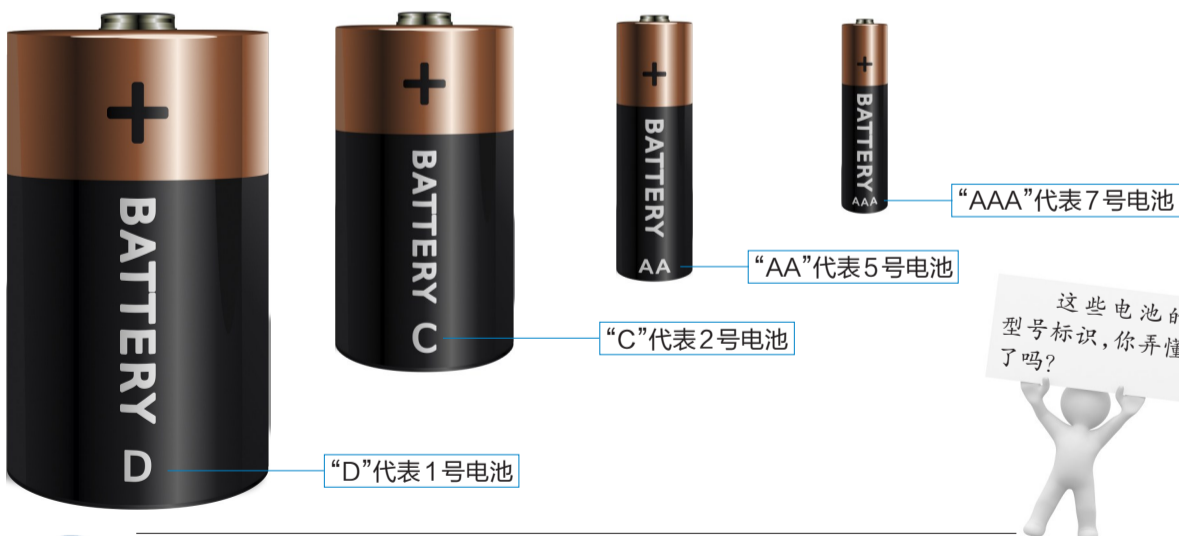 +
BATTERY
D
“D”代表1号电池
+
BATTERY
C
“C”代表2号电池
+
BATTERY
AA
“AA”代表5号电池
+
BATTERY
AAA
“AAA”代表7号电池
这些电池的
型号标识,你弄懂
了吗?